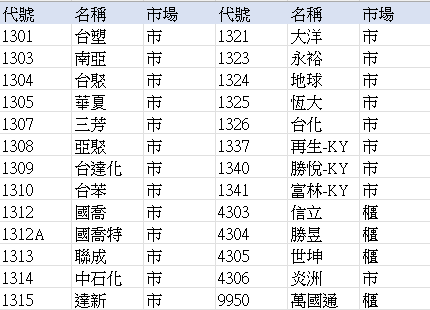 代號 名稱 市場 代號 名稱 市場
1301 台塑 市 1321 大洋 市
1303 南亞 市 1323 永裕 市
1304 台聚 市 1324 地球 市
1305 華夏 市 1325 恆大 市
1307 三芳 市 1326 台化 市
1308 亞聚 市 1337 再生-KY 市
1309 台達化 市 1340 勝悅-KY 市
1310 台苯 市 1341 富林-KY 市
1312 國喬 市 4303 信立 櫃
1312A 國喬特 市 4304 勝昱 櫃
1313 聯成 市 4305 世坤 櫃
1314 中石化 市 4306 炎洲 市
1315 達新 市 9950 萬國通 櫃